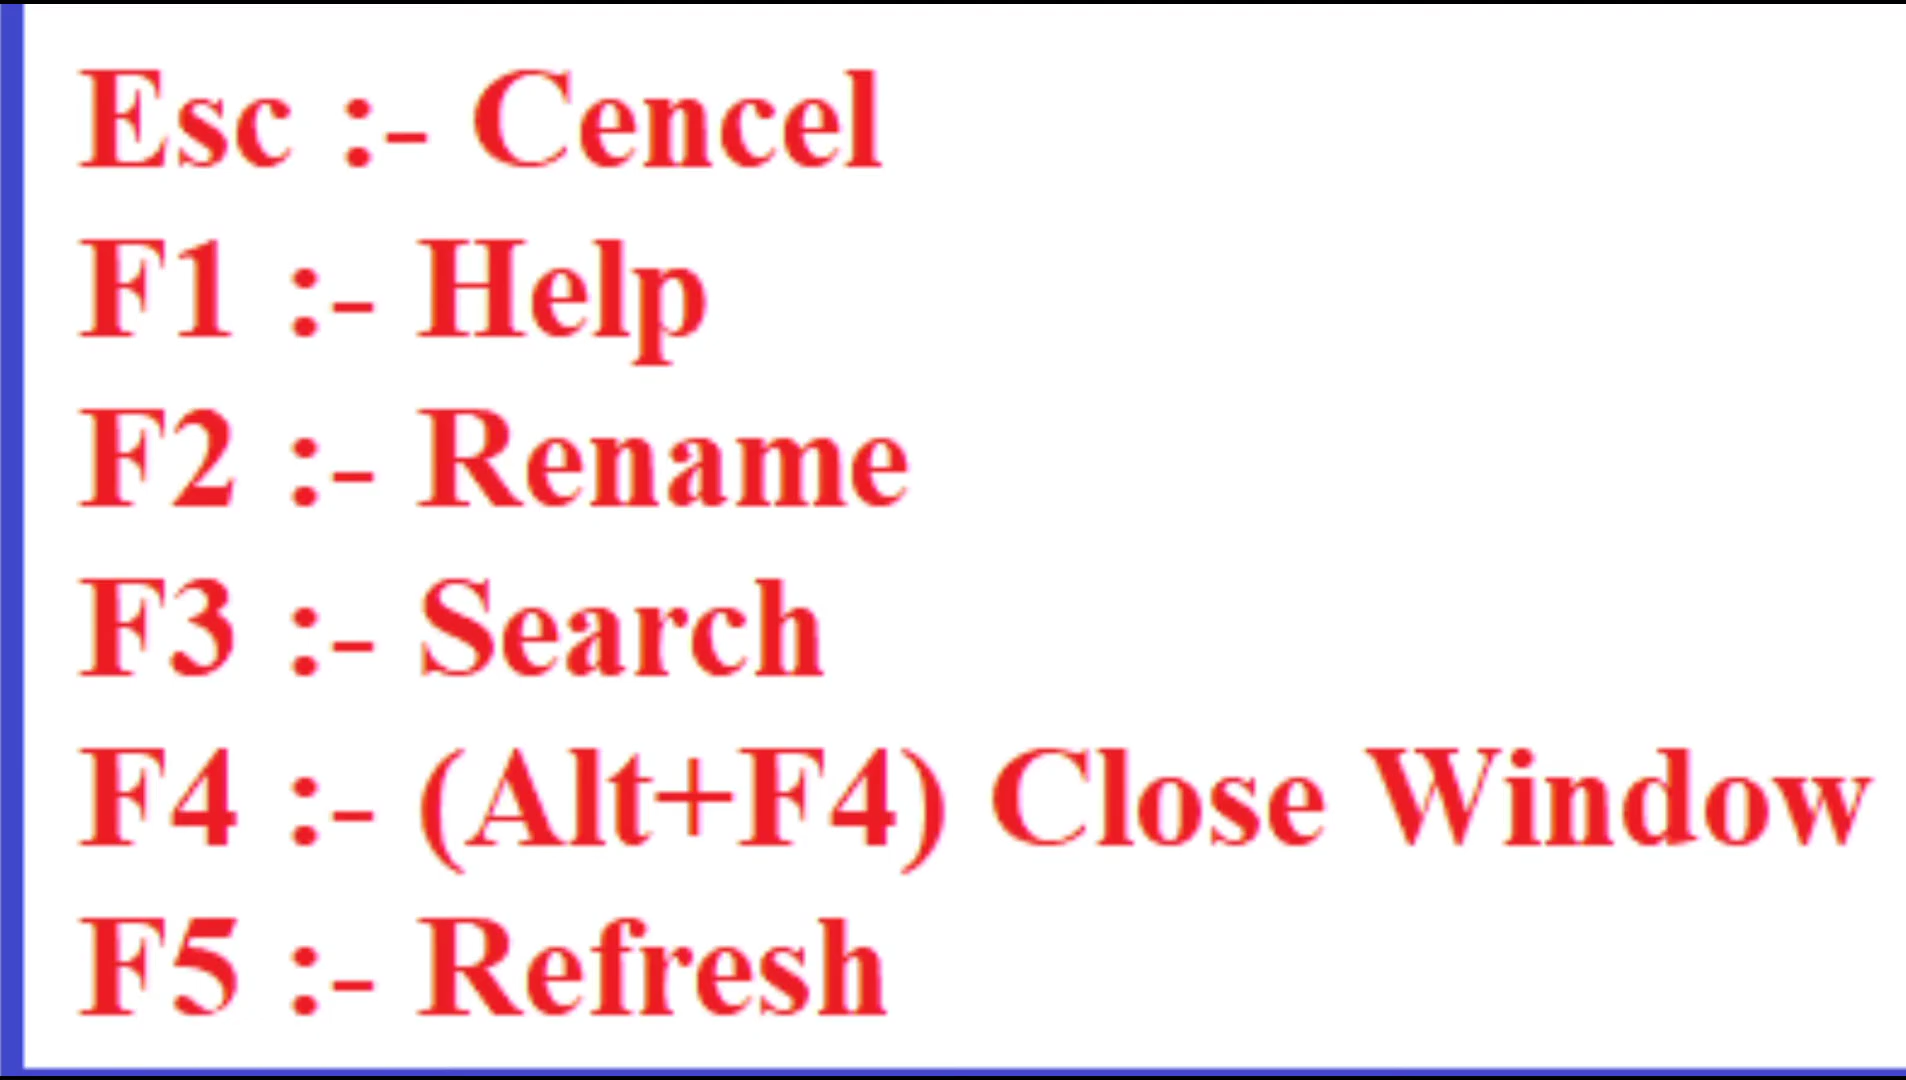 Esc :- Cencel
F1 :- Help
F2 :- Rename
F3 :- Search
F4 :- (Alt+F4) Close Window
F5 :- Refresh